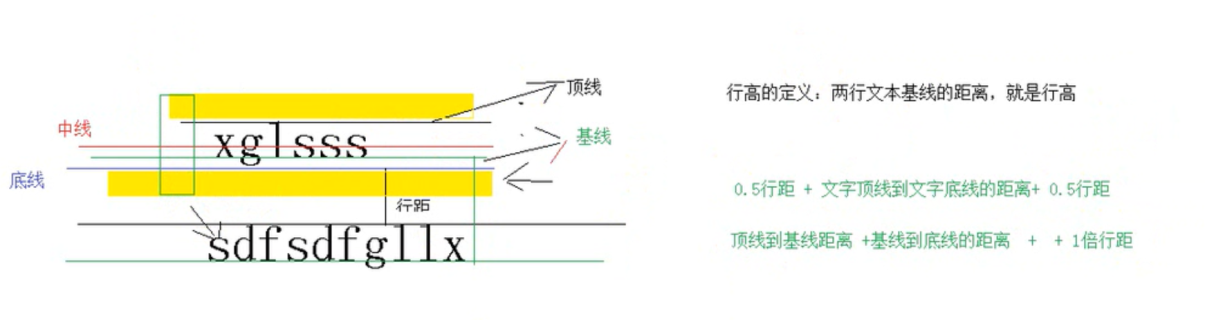 顶线
中线
xglsss
基线
底线
行距
sdfsdfgllx
行高的定义：两行文本基线的距离，就是行高
0.5行距 + 文字顶线到文字底线的距离+ 0.5行距
顶线到基线距离 +基线到底线的距离 + + 1倍行距